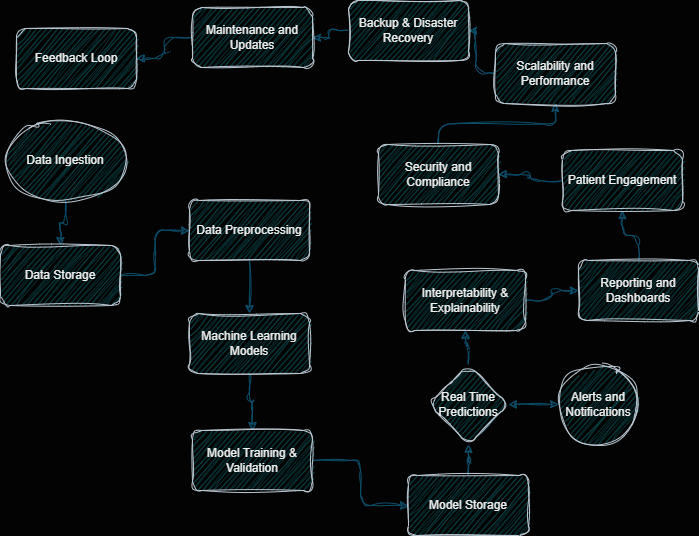 Backup & Disaster
Recovery
Maintenance and
Updates
Feedback Loop
Scalability and
Performance
Data Ingestion
Security and
Compliance
Patient Engagement
Data Preprocessing
Data Storage
Interpretability &
Explainability
Reporting and
Dashboards
Machine Learning
Models
Real Time
Predictions
Alerts and
Notifications
Model Training &
Validation
Model Storage